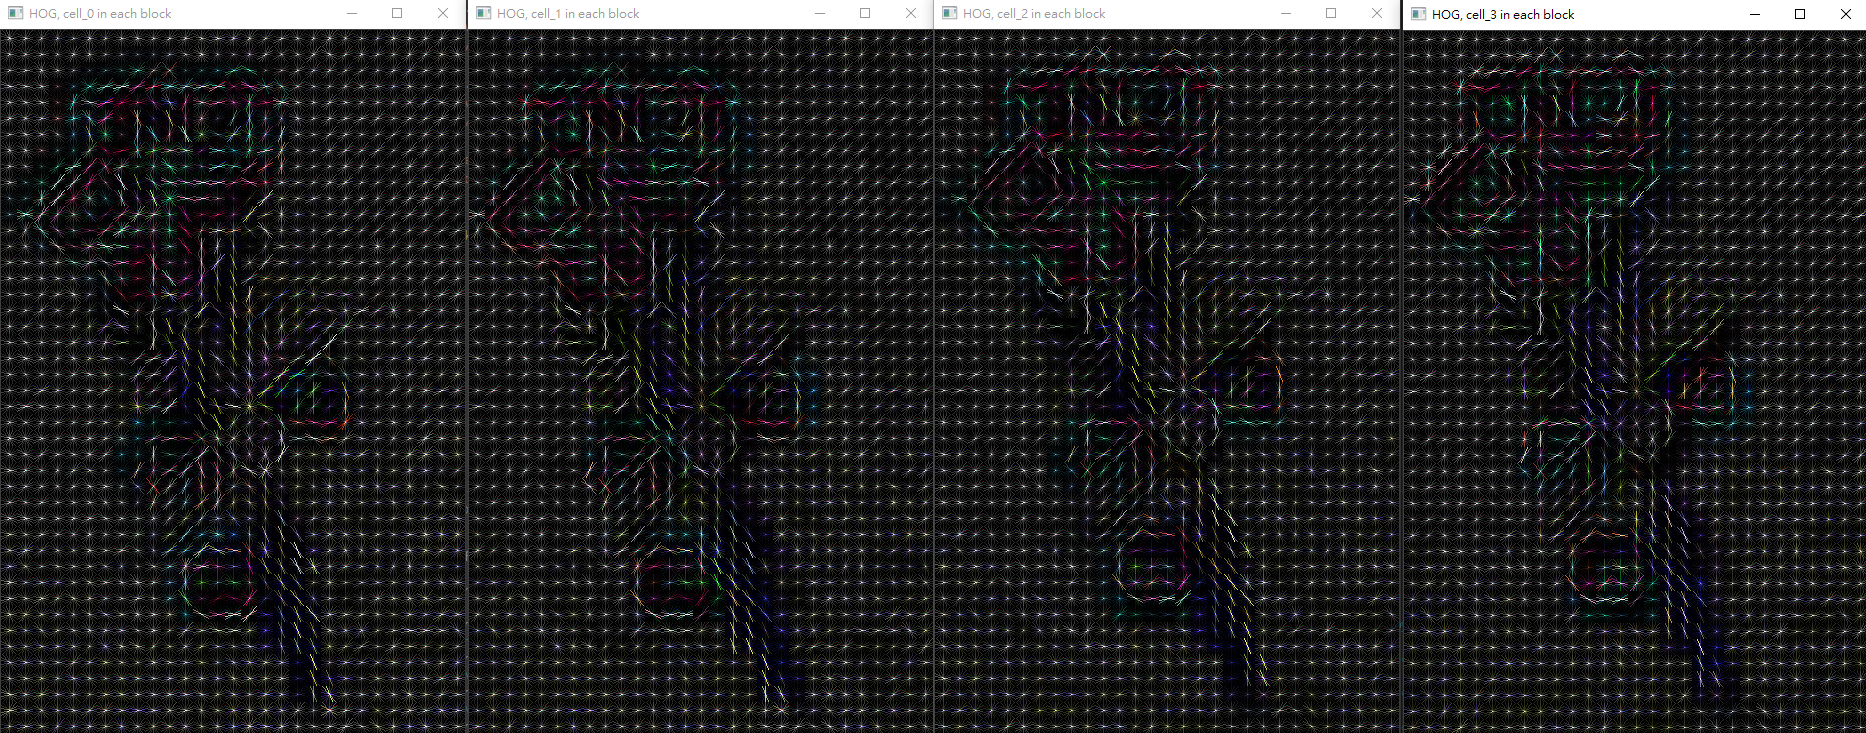 HOG, cell_0 in each block
HOG, cell_1 in each block
HOG, cell_2 in each block
HOG, cell_3 in each block